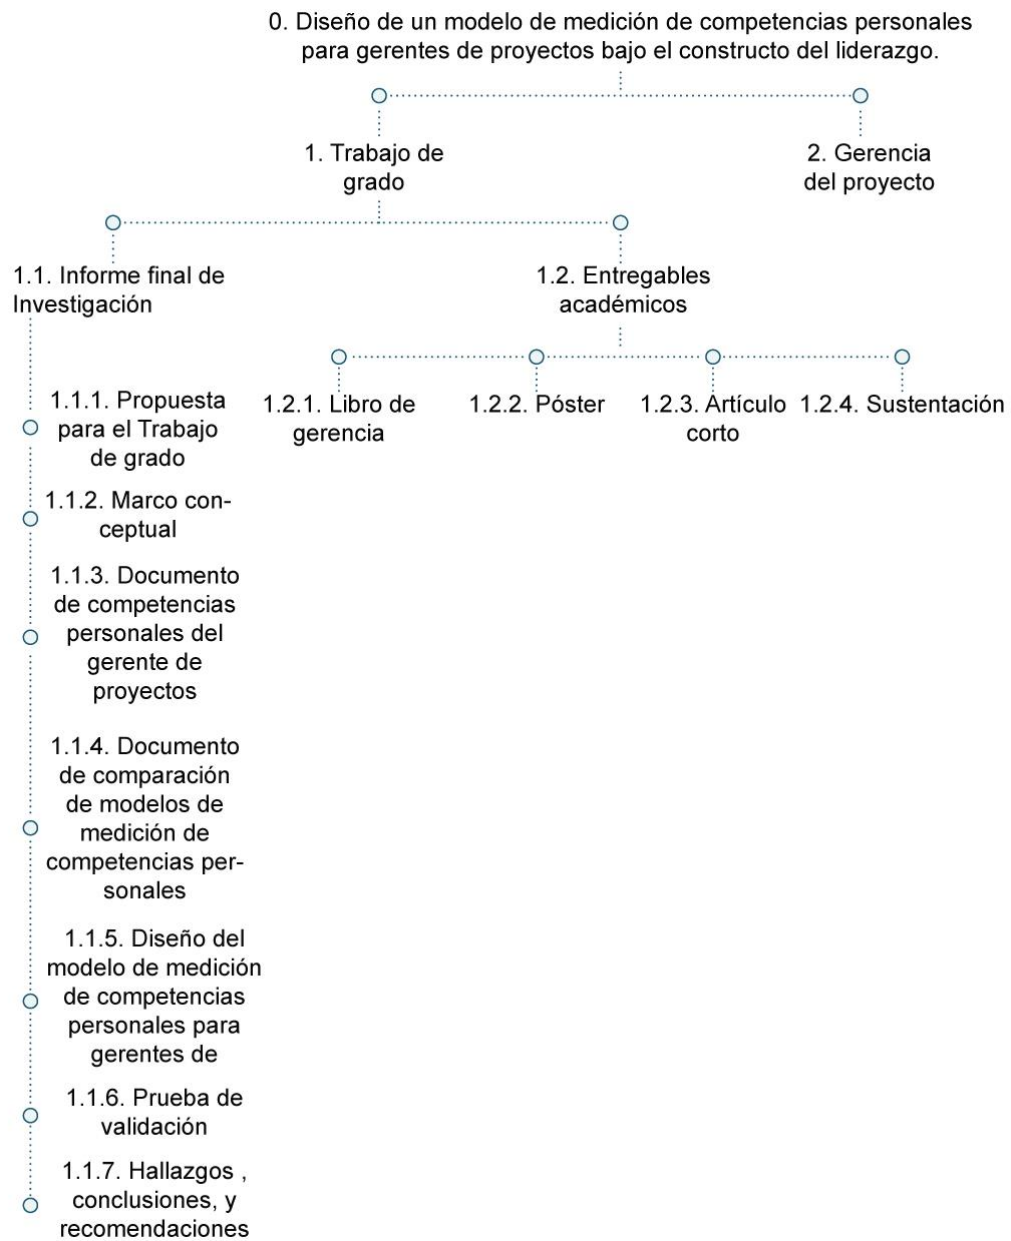 0. Diseño de un modelo de medición de competencias personales
para gerentes de proyectos bajo el constructo del liderazgo.
1. Trabajo de
grado
2. Gerencia
del proyecto
1.1. Informe final de
Investigación
1.2. Entregables
académicos
1.1.1. Propuesta
para el Trabajo
de grado
1.1.2. Marco con-
ceptual
1.1.3. Documento
de competencias
personales del
gerente de
proyectos
1.1.4. Documento
de comparación
de modelos de
medición de
competencias per-
sonales
1.1.5. Diseño del
modelo de medición
de competencias
personales para
gerentes de
1.1.6. Prueba de
validación
1.1.7. Hallazgos ,
conclusiones, y
recomendaciones
1.2.1. Libro de
gerencia
1.2.2. Póster
1.2.3. Artículo
corto
1.2.4. Sustentación